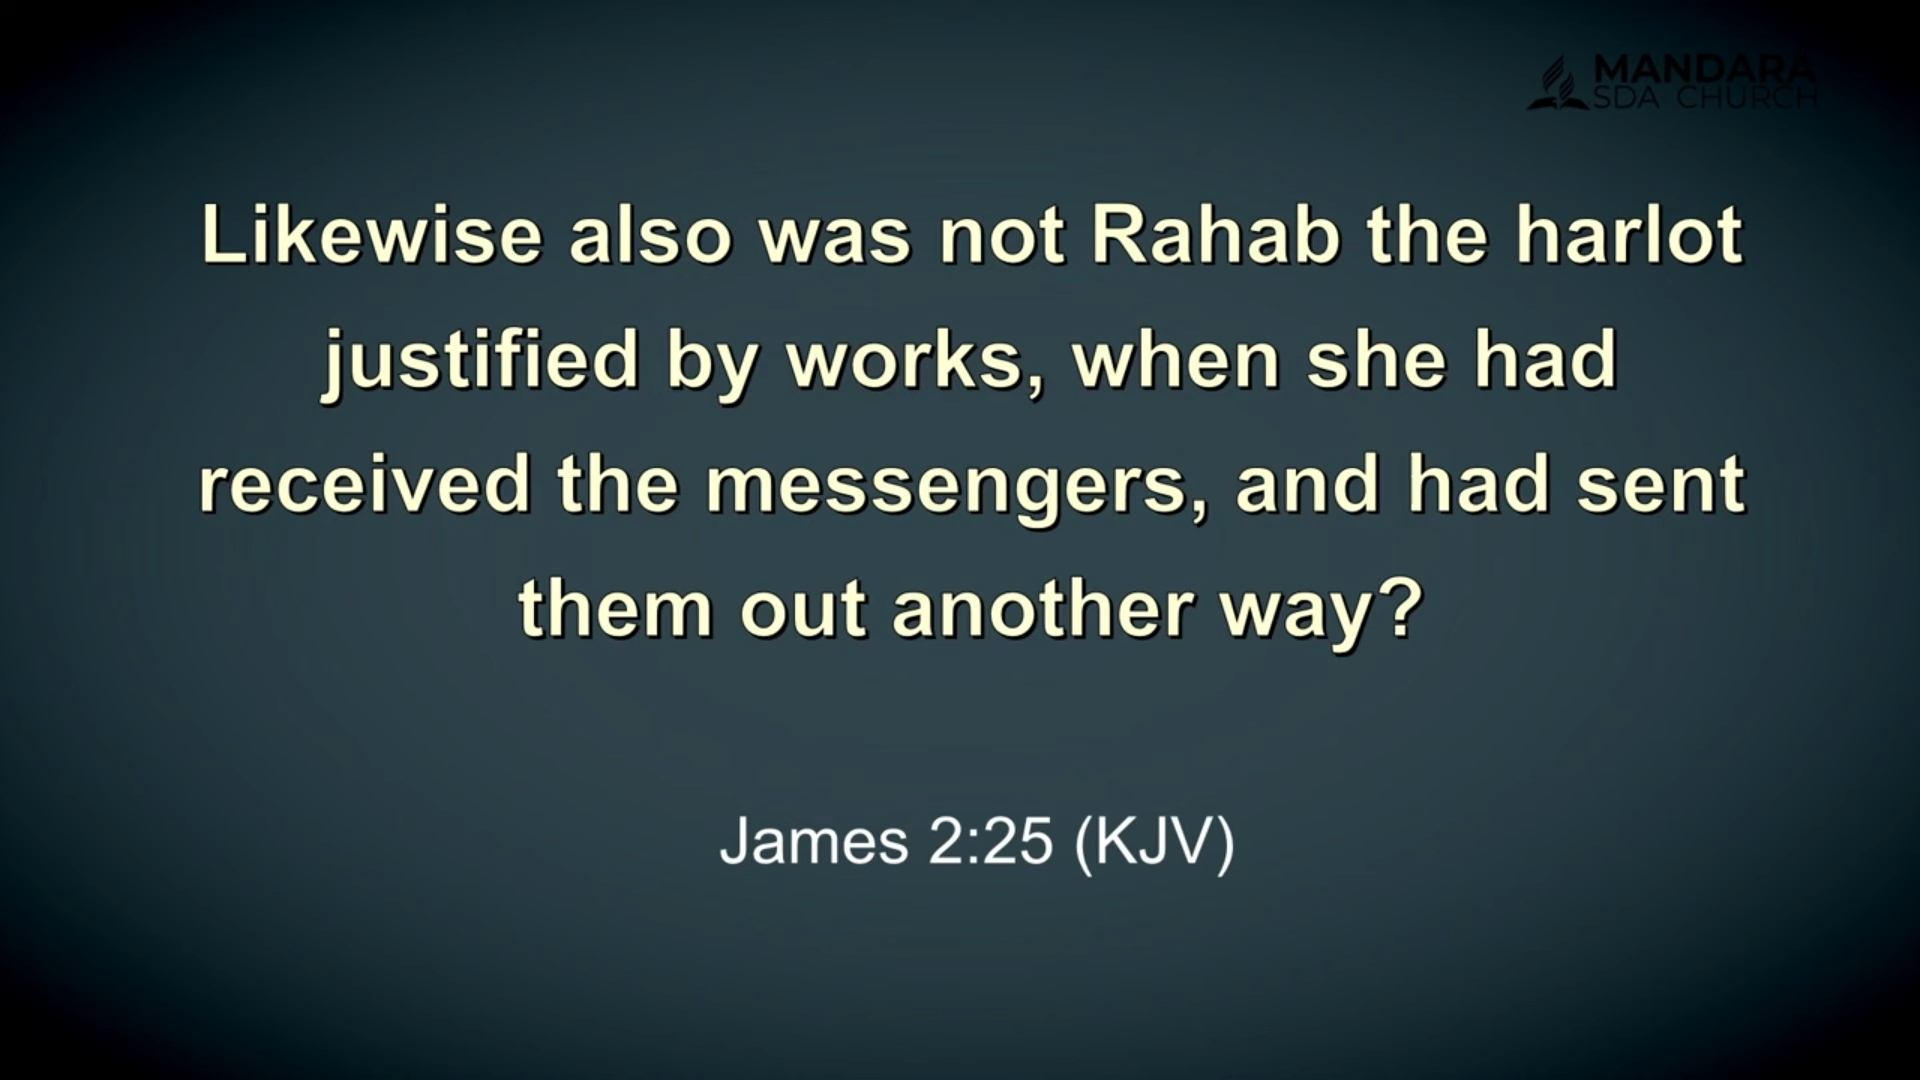 MANDARA
SDA CHURCH
Likewise also was not Rahab the harlot
justified by works, when she had
received the messengers, and had sent
them out another way?
James 2:25 (KJV)